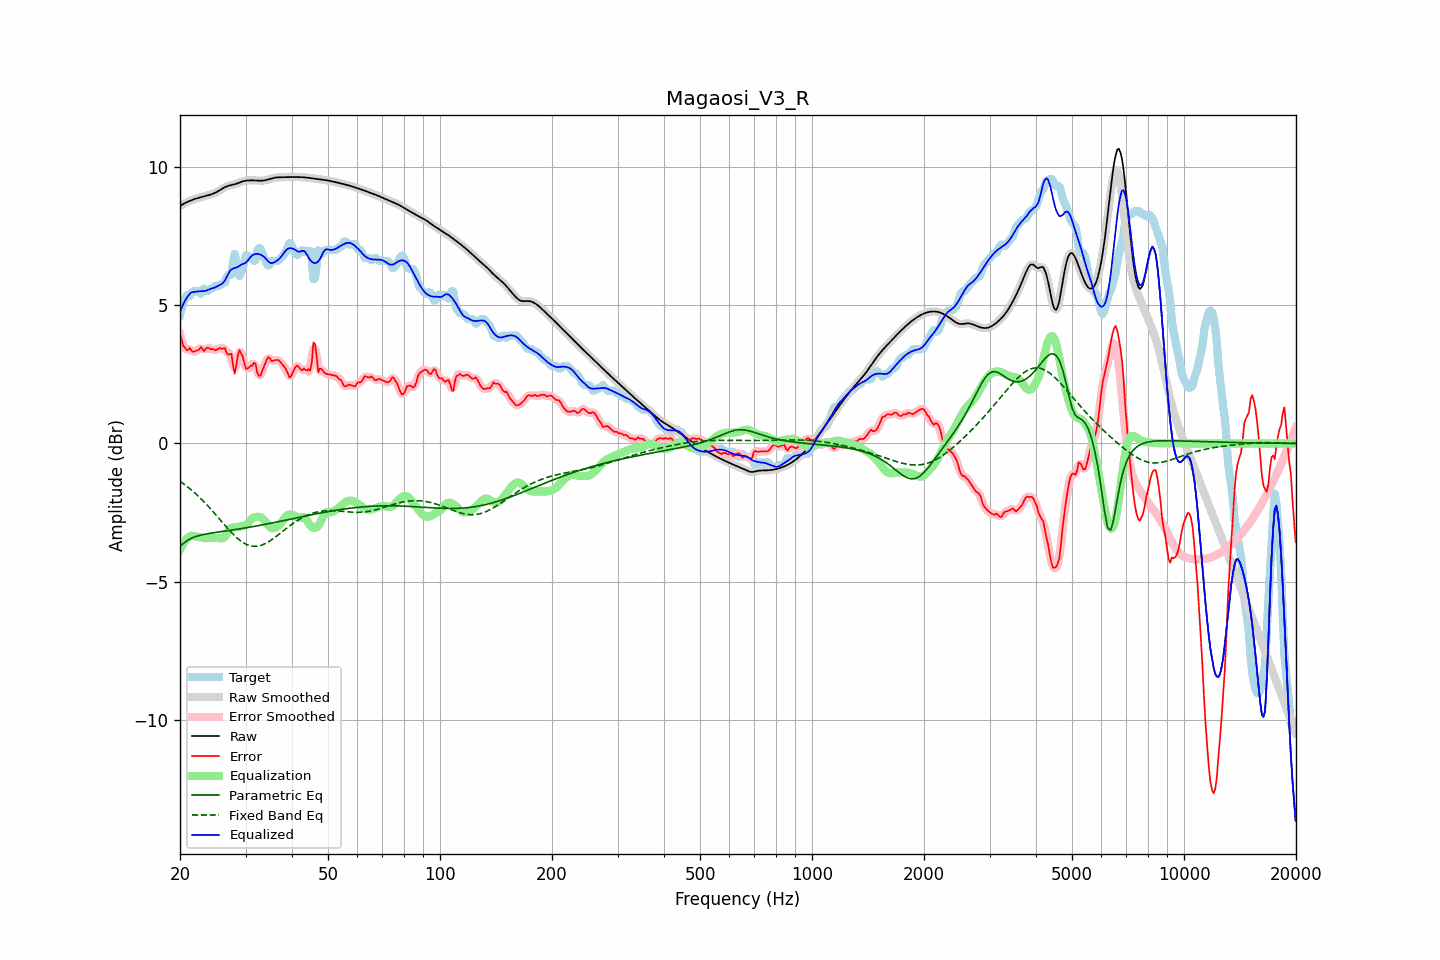 Magaosi_V3_R
Amplitude (dBr)
10
5
0
−5
−10
Target
Raw Smoothed
Error Smoothed
Raw
Error
Equalization
Parametric Eq
Fixed Band Eq
Equalized
20 50 100 200 500 1000 2000 5000 10000 20000
Frequency (Hz)